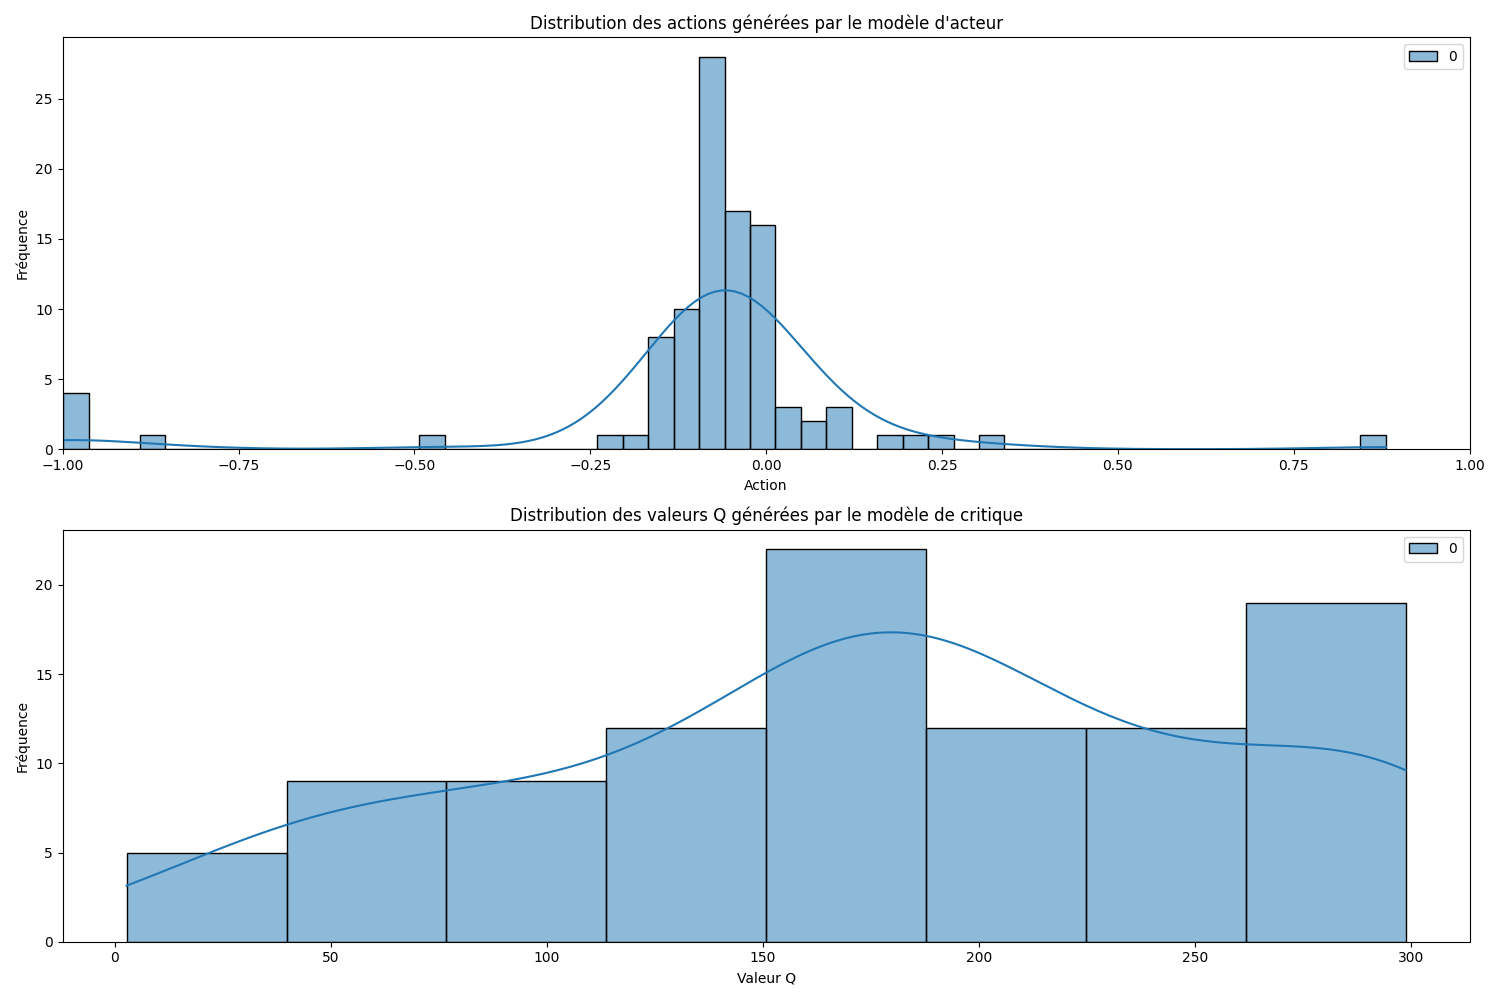 Distribution des actions générées par le modèle d'acteur
0
25
20
15
10
5
0
Fréquence
−1.00 −0.75 −0.50 −0.25 0.00 0.25 0.50 0.75 1.00
Action
Distribution des valeurs Q générées par le modèle de critique
0
20
15
10
5
0
Fréquence
0 50 100 150 200 250 300
Valeur Q